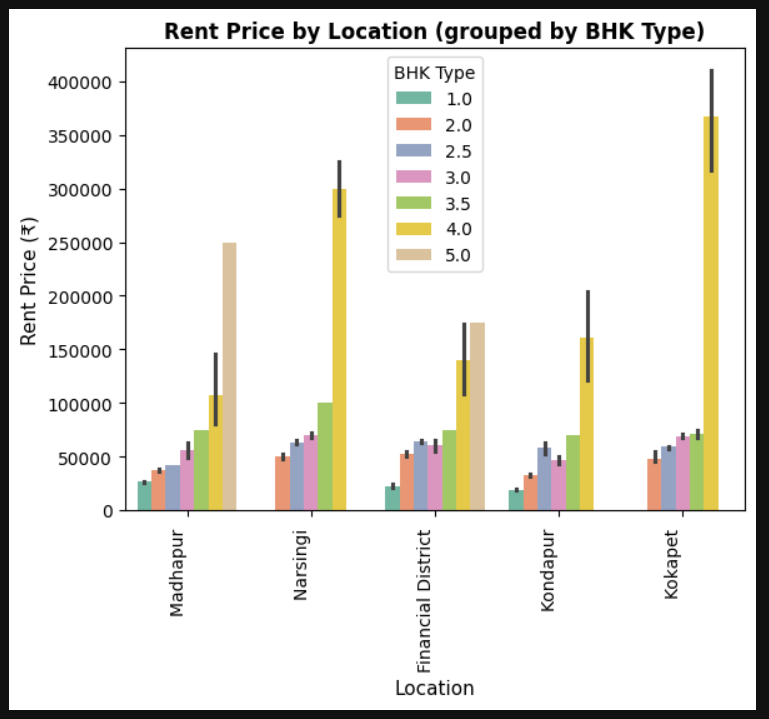 Rent Price by Location (grouped by BHK Type)
Rent Price (₹)
400000
350000
300000
250000
200000
150000
100000
50000
0
BHK Type
1.0
2.0
2.5
3.0
3.5
4.0
5.0
Madhapur
Narsingi
Financial District
Kondapur
Kokapet
Location